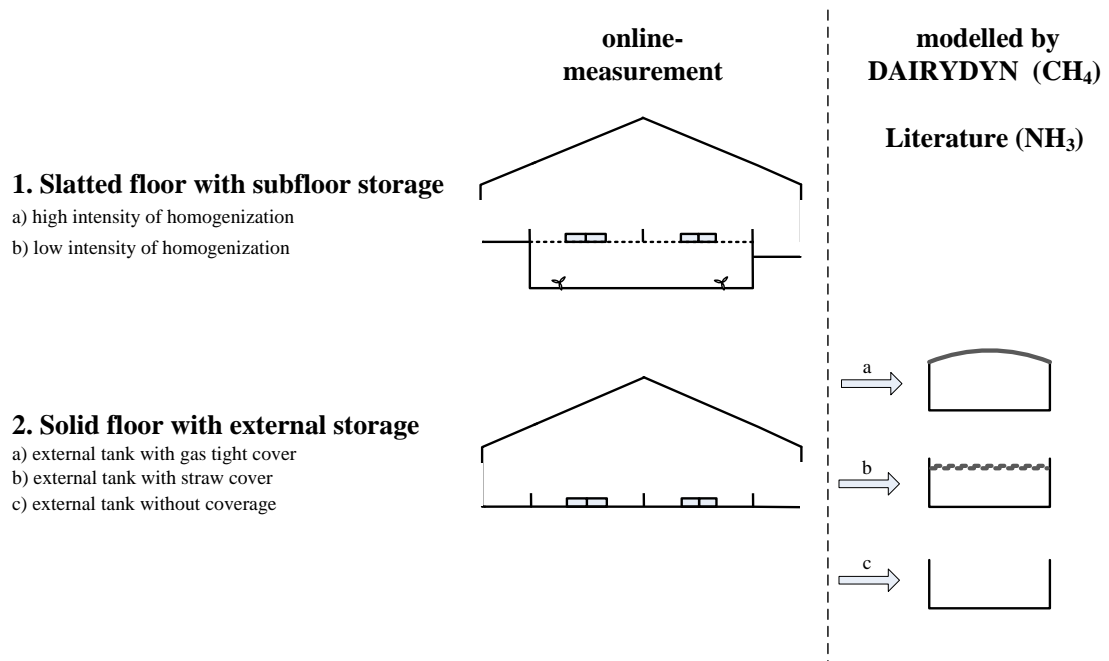 online-
measurement
modelled by
DAIRYDYN (CH₄)
Literature (NH₃)
1. Slatted floor with subfloor storage
a) high intensity of homogenization
b) low intensity of homogenization
2. Solid floor with external storage
a) external tank with gas tight cover
b) external tank with straw cover
c) external tank without coverage
a
b
c